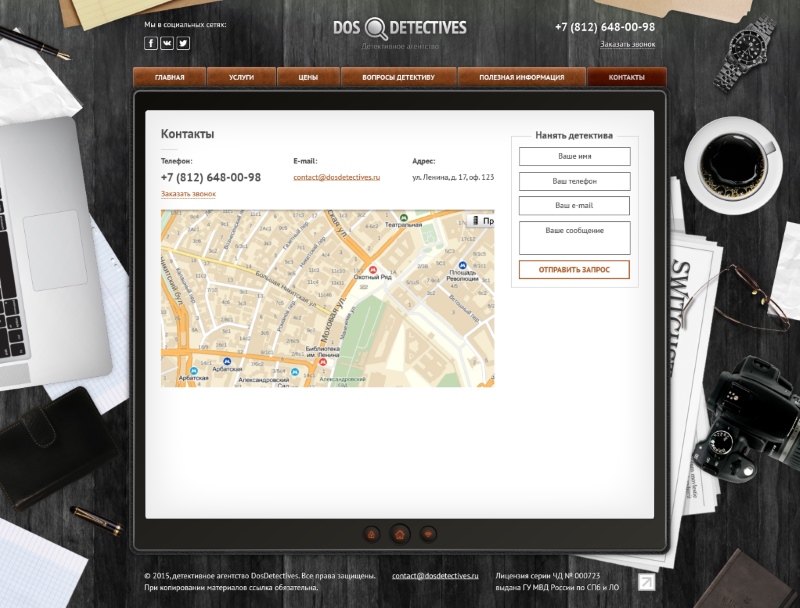 Мы в социальных сетях:
DOS DETECTIVES
Детективное агентство
+7 (812) 648-00-98
Заказать звонок
ГЛАВНАЯ
УСЛУГИ
ЦЕНЫ
ВОПРОСЫ ДЕТЕКТИВУ
ПОЛЕЗНАЯ ИНФОРМАЦИЯ
КОНТАКТЫ
Контакты
Телефон:
+7 (812) 648-00-98
Заказать звонок
E-mail:
contact@dosdetectives.ru
Адрес:
ул. Ленина, д. 17, оф. 123
Театральная
Пр
Охотный Ряд
Площадь
Революции
Большая Никитская ул.
Моховая ул.
Библиотека
им. Ленина
Арбатская
Арбатская
Александровский
Сад
Александровский
Нанять детектива
Ваше имя
Ваш телефон
Ваш e-mail
Ваше сообщение
ОТПРАВИТЬ ЗАПРОС
© 2015, детективное агентство DosDetectives. Все права защищены.
При копировании материалов ссылка обязательна.
contact@dosdetectives.ru
Лицензия серии ЧД № 000723
выдана ГУ МВД России по СПб и ЛО